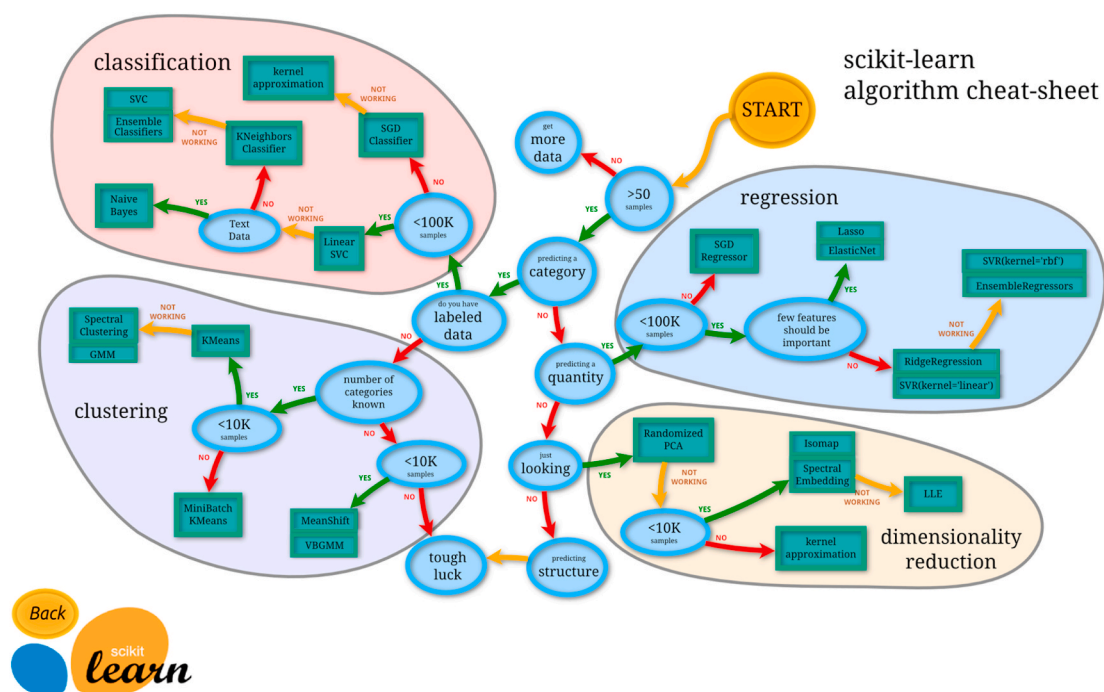 scikit-learn
algorithm cheat-sheet
START
classification
kernel
approximation
NOT
WORKING
SVC
Ensemble
Classifiers
NOT
WORKING
KNeighbors
Classifier
SGD
Classifier
NO
NO
Naive
Bayes
YES
Text
Data
NOT
WORKING
Linear
SVC
YES
<100K
samples
YES
get
more
data
NO
>50
samples
YES
predicting a
category
YES
NO
do you have
labeled
data
NO
predicting a
quantity
YES
NO
just
looking
YES
NO
predicting
structure
tough
luck
regression
SGD
Regressor
NO
<100K
samples
YES
Lasso
ElasticNet
YES
few features
should be
important
NO
SVR(kernel='rbf')
EnsembleRegressors
NOT
WORKING
RidgeRegression
SVR(kernel='linear')
clustering
Spectral
Clustering
GMM
NOT
WORKING
KMeans
YES
number of
categories
known
YES
NO
<10K
samples
NO
MiniBatch
KMeans
<10K
samples
YES
NO
MeanShift
VBGMM
Randomized
PCA
NOT
WORKING
<10K
samples
YES
NO
Isomap
Spectral
Embedding
NOT
WORKING
LLE
kernel
approximation
dimensionality
reduction
Back
scikit
learn